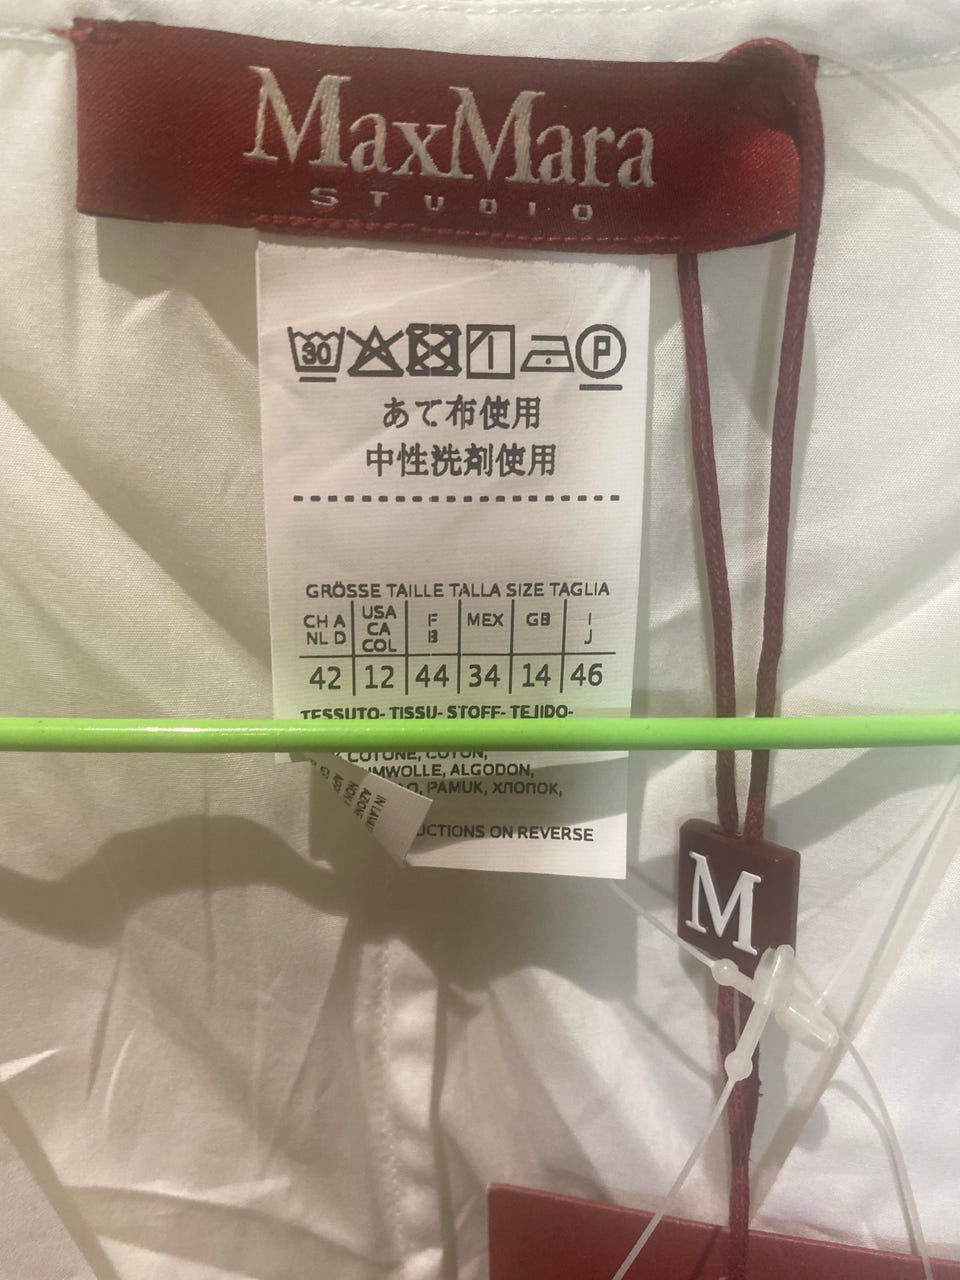 MaxMara
STUDIO
30 P
あて布使用
中性洗剤使用
GRÖSSE TAILLE TALLA SIZE TAGLIA
CH A NL D USA CA COL F B MEX GB I J
42 12 44 34 14 46
TESSUTO- TISSU- STOFF- TEJIDO-
COTONE, COTON,
ALGODON,
PAMUK, ХЛОПОК,
ON REVERSE
M